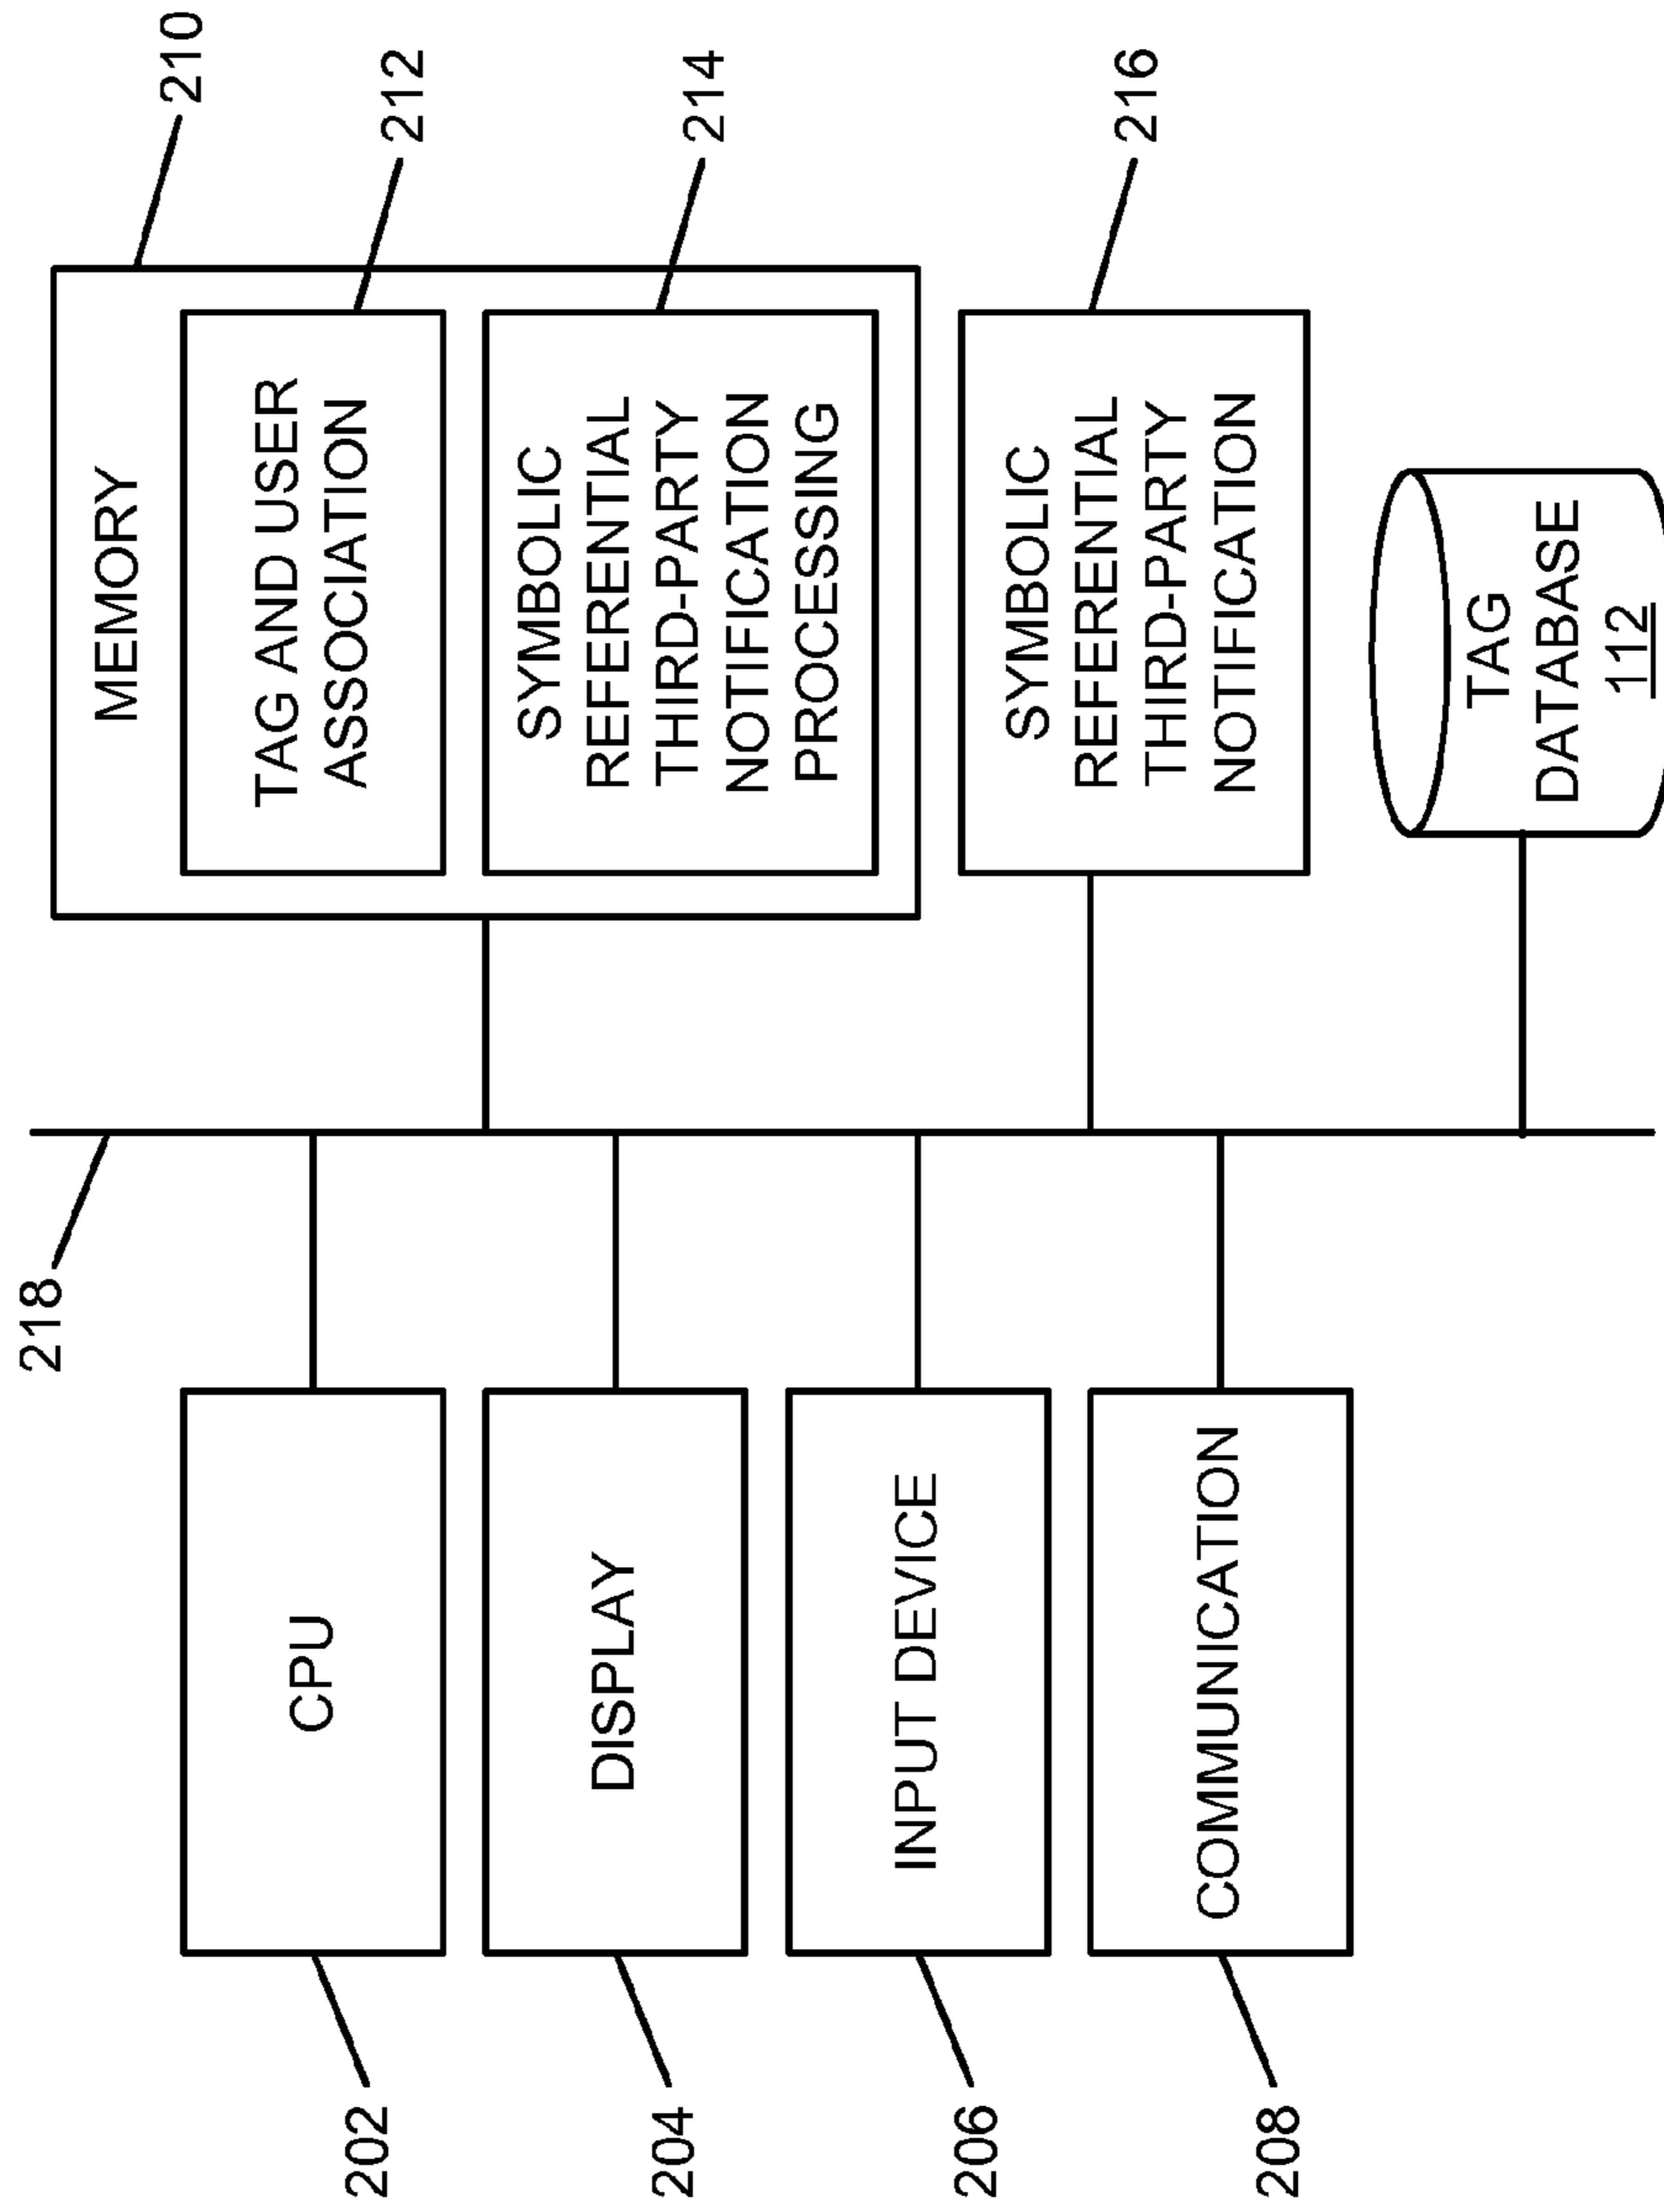 218
210
MEMORY
212
TAG AND USER
ASSOCIATION
214
SYMBOLIC
REFERENTIAL
THIRD-PARTY
NOTIFICATION
PROCESSING
216
SYMBOLIC
REFERENTIAL
THIRD-PARTY
NOTIFICATION
TAG
DATABASE
112
202
CPU
204
DISPLAY
206
INPUT DEVICE
208
COMMUNICATION